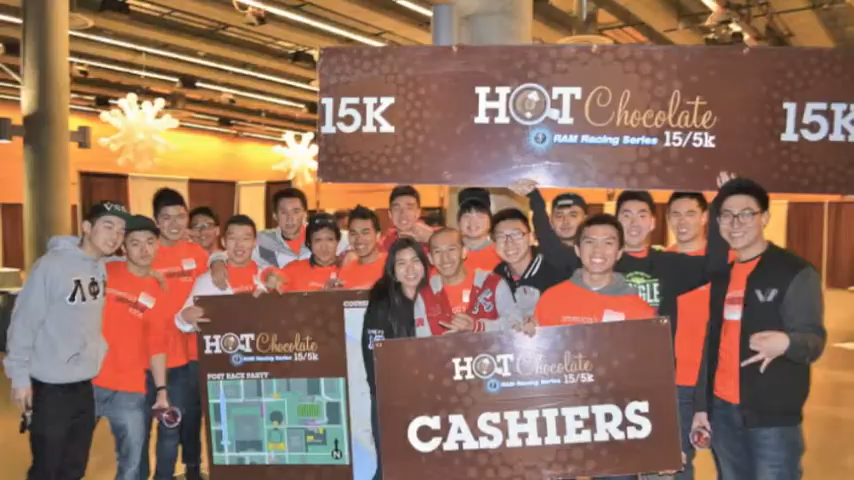 15K
HOT Chocolate
RAM Racing Series 15/5k
15K
ΛΦ
HOT Chocolate
RAM Racing Series 15/5k
POST RACE PARTY
N
HOT Chocolate
RAM Racing Series 15/5k
CASHIERS